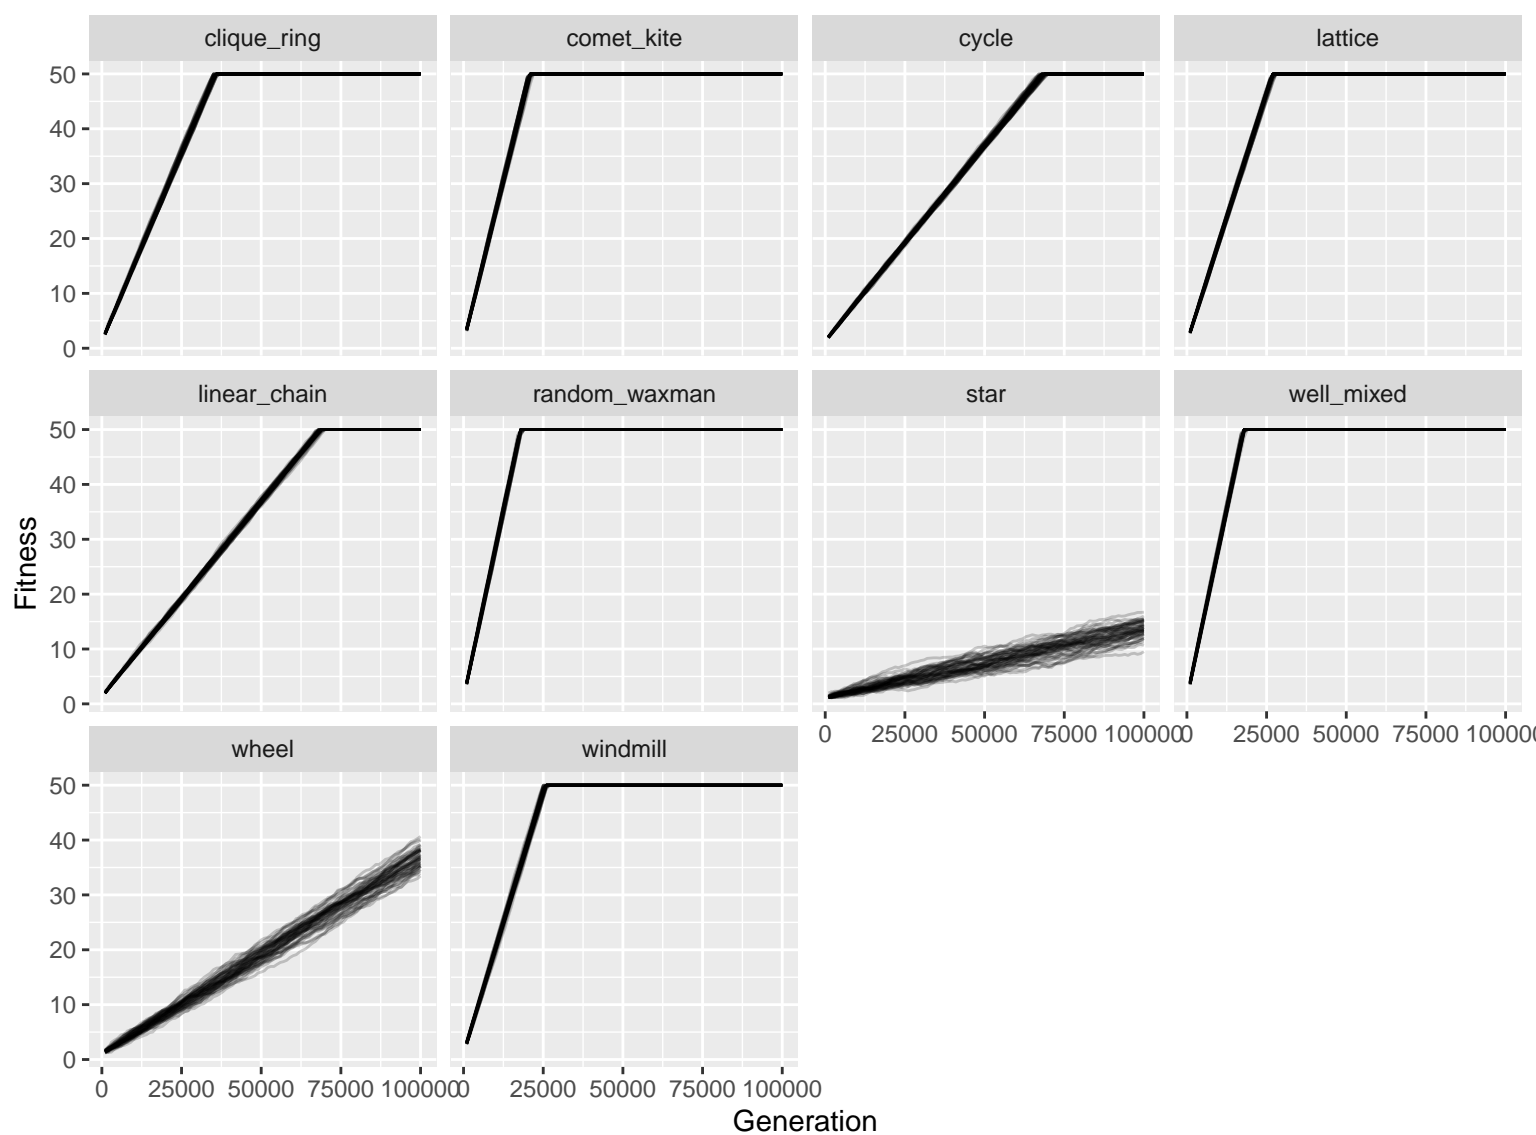 clique_ring comet_kite cycle lattice
50
40
30
20
10
0
linear_chain random_waxman star well_mixed
50
40
30
20
10
0
0 25000 50000 75000 100000 0 25000 50000 75000 100000
wheel windmill
50
40
30
20
10
0
0 25000 50000 75000 100000 0 25000 50000 75000 100000
Fitness
Generation